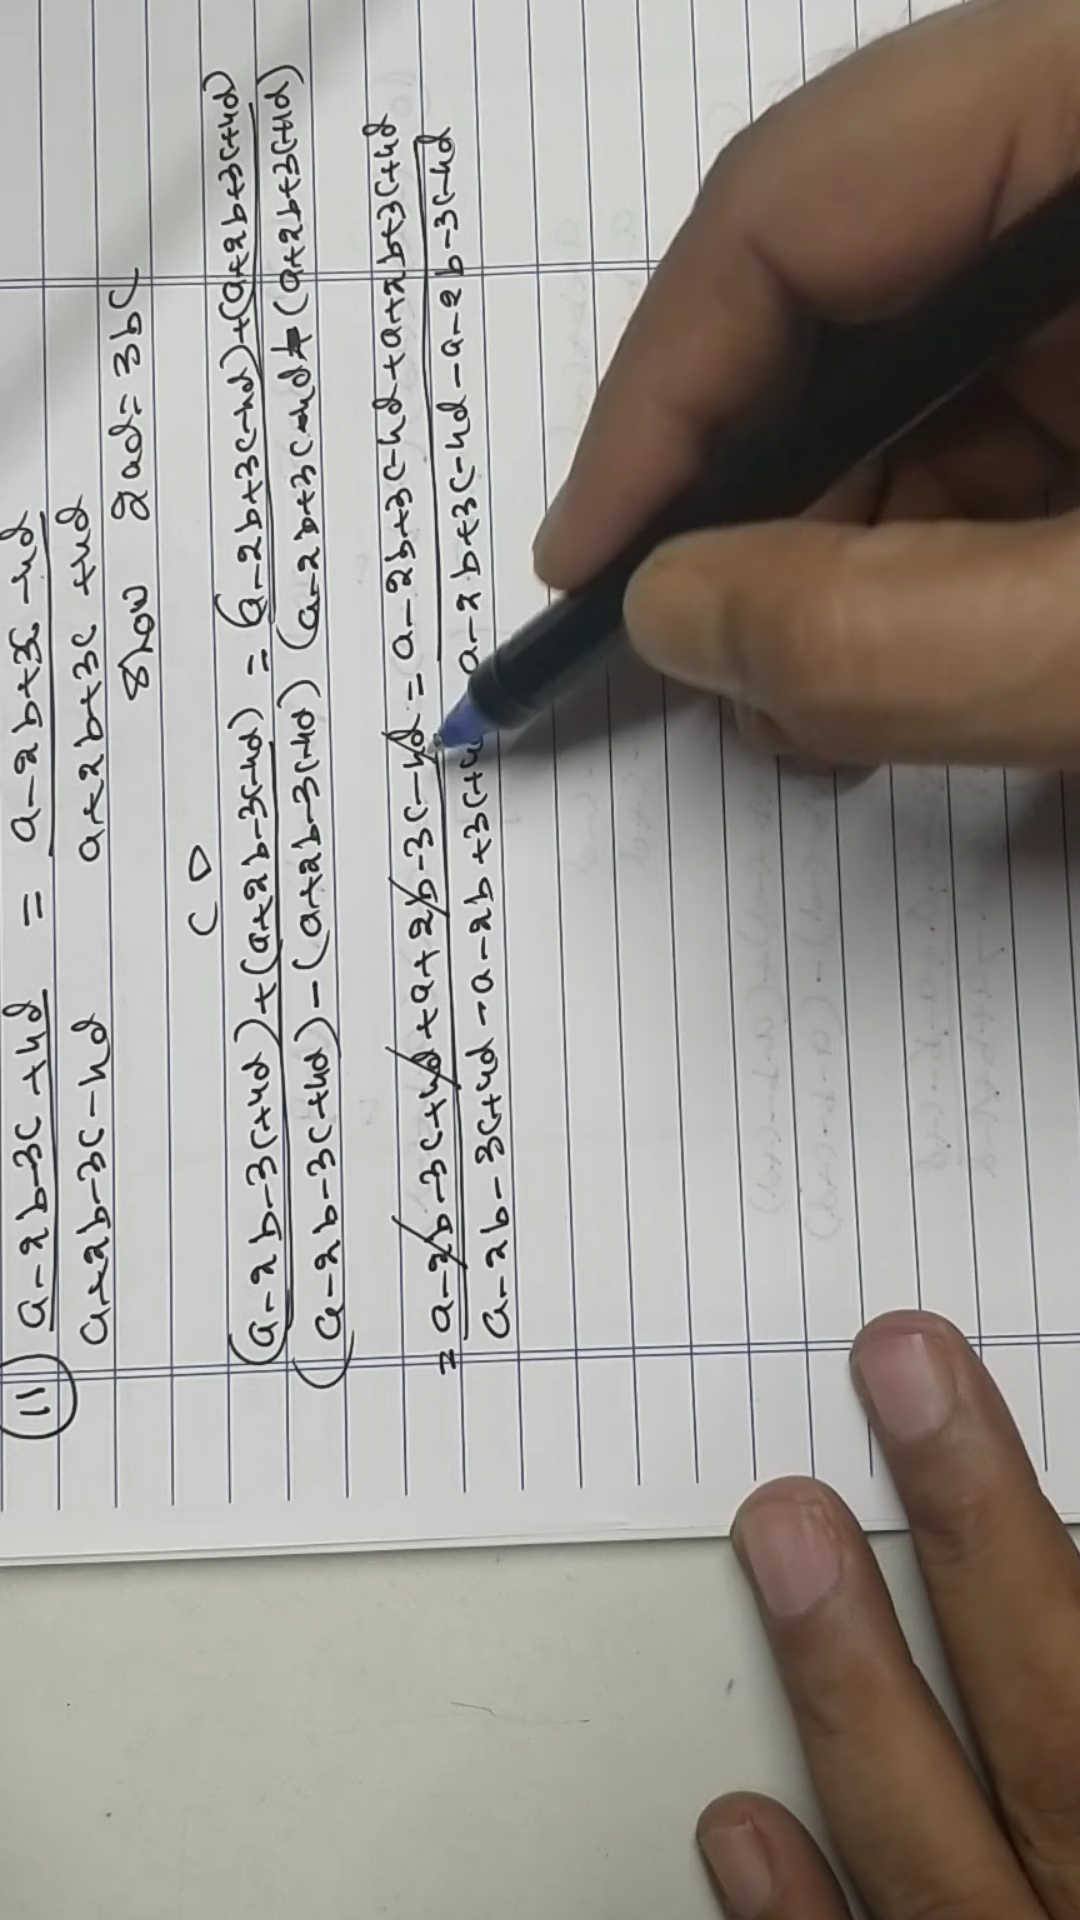 (11) a-2b-3c+4d = a-2b+3c-4d
a+2b-3c-4d a+2b+3c+4d
Show 2ad=3bc
CD
(a-2b-3c+4d)+(a+2b-3c-4d) = (a-2b+3c-4d)+(a+2b+3c+4d)
(a-2b-3c+4d)-(a+2b-3c-4d) (a-2b+3c-4d)-(a+2b+3c+4d)
= a-2b-3c+4d+a+2b-3c-4d = a-2b+3c-4d+a+2b+3c+4d
a-2b-3c+4d-a-2b+3c+4d a-2b+3c-4d-a-2b-3c-4d